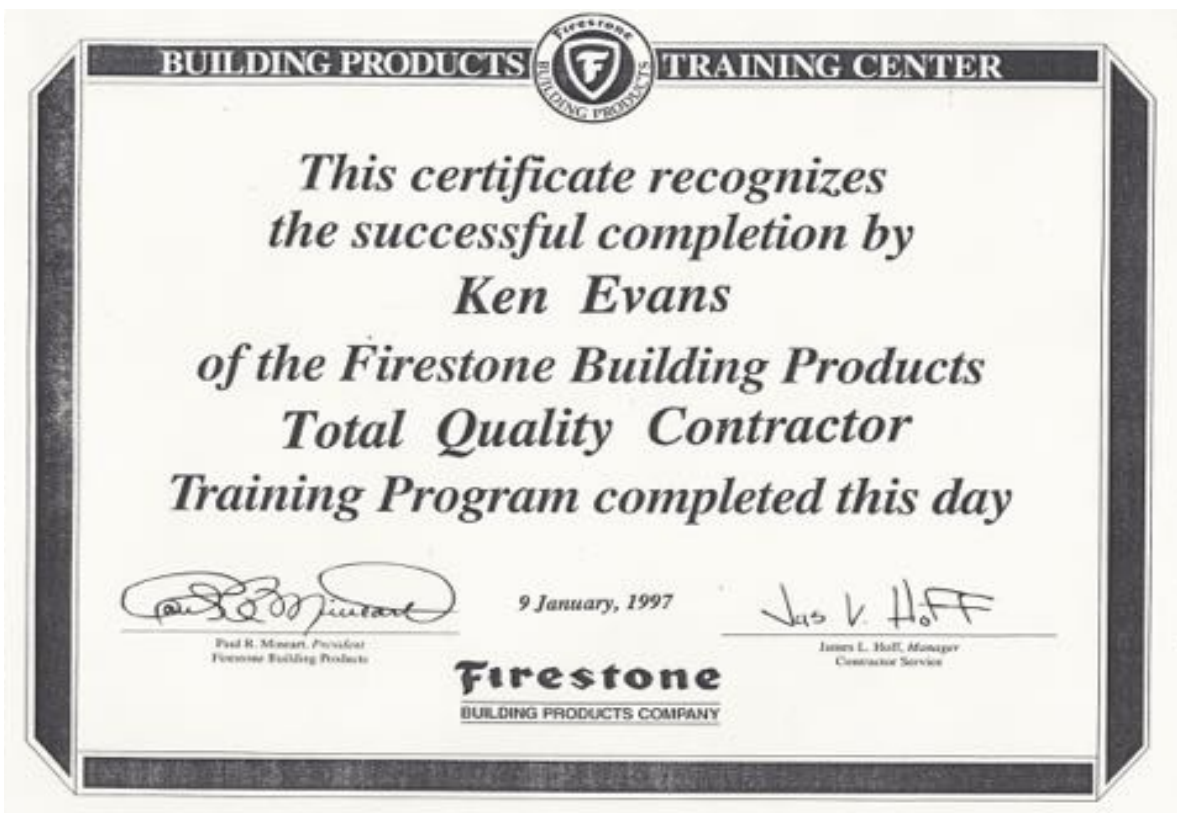 BUILDING PRODUCTS TRAINING CENTER
Firestone
BUILDING PRODUCTS
F
This certificate recognizes
the successful completion by
Ken Evans
of the Firestone Building Products
Total Quality Contractor
Training Program completed this day
9 January, 1997
Jas V. Hoff
Paul R. Mineart, President
Firestone Building Products
James L. Hoff, Manager
Contractor Service
Firestone
BUILDING PRODUCTS COMPANY